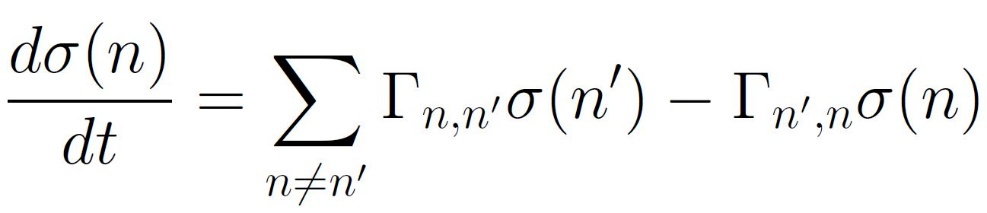 dσ(n)/dt = ∑_{n≠n′} Γ_{n,n′}σ(n′) − Γ_{n′,n}σ(n)